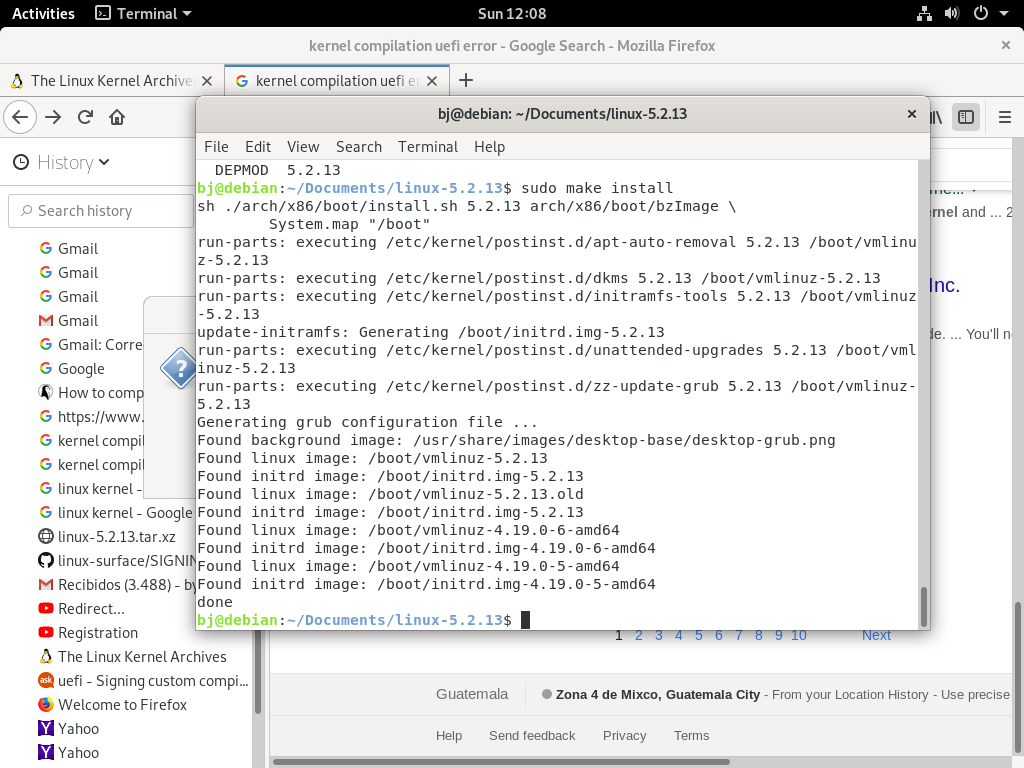 Activities Terminal Sun 12:08
kernel compilation uefi error - Google Search - Mozilla Firefox
The Linux Kernel Archive
kernel compilation uefi e
bj@debian: ~/Documents/linux-5.2.13
File Edit View Search Terminal Help
History
Search history
Gmail
Gmail
Gmail
Gmail
Gmail: Corre
Google
How to comp
https://www.
kernel compil
kernel compil
linux kernel -
linux kernel - Google
linux-5.2.13.tar.xz
linux-surface/SIGNIN
Recibidos (3.488) - by
Redirect...
Registration
The Linux Kernel Archives
uefi - Signing custom compi...
Welcome to Firefox
Yahoo
Yahoo
DEPMOD  5.2.13
bj@debian:~/Documents/linux-5.2.13$ sudo make install
sh ./arch/x86/boot/install.sh 5.2.13 arch/x86/boot/bzImage \
System.map "/boot"
run-parts: executing /etc/kernel/postinst.d/apt-auto-removal 5.2.13 /boot/vmlinu
z-5.2.13
run-parts: executing /etc/kernel/postinst.d/dkms 5.2.13 /boot/vmlinuz-5.2.13
run-parts: executing /etc/kernel/postinst.d/initramfs-tools 5.2.13 /boot/vmlinuz
-5.2.13
update-initramfs: Generating /boot/initrd.img-5.2.13
run-parts: executing /etc/kernel/postinst.d/unattended-upgrades 5.2.13 /boot/vml
inuz-5.2.13
run-parts: executing /etc/kernel/postinst.d/zz-update-grub 5.2.13 /boot/vmlinuz-
5.2.13
Generating grub configuration file ...
Found background image: /usr/share/images/desktop-base/desktop-grub.png
Found linux image: /boot/vmlinuz-5.2.13
Found initrd image: /boot/initrd.img-5.2.13
Found linux image: /boot/vmlinuz-5.2.13.old
Found initrd image: /boot/initrd.img-5.2.13
Found linux image: /boot/vmlinuz-4.19.0-6-amd64
Found initrd image: /boot/initrd.img-4.19.0-6-amd64
Found linux image: /boot/vmlinuz-4.19.0-5-amd64
Found initrd image: /boot/initrd.img-4.19.0-5-amd64
done
bj@debian:~/Documents/linux-5.2.13$
rnel and ... 2
Inc.
de. ... You'll n
1 2 3 4 5 6 7 8 9 10 Next
Guatemala Zona 4 de Mixco, Guatemala City - From your Location History - Use precise
Help Send feedback Privacy Terms